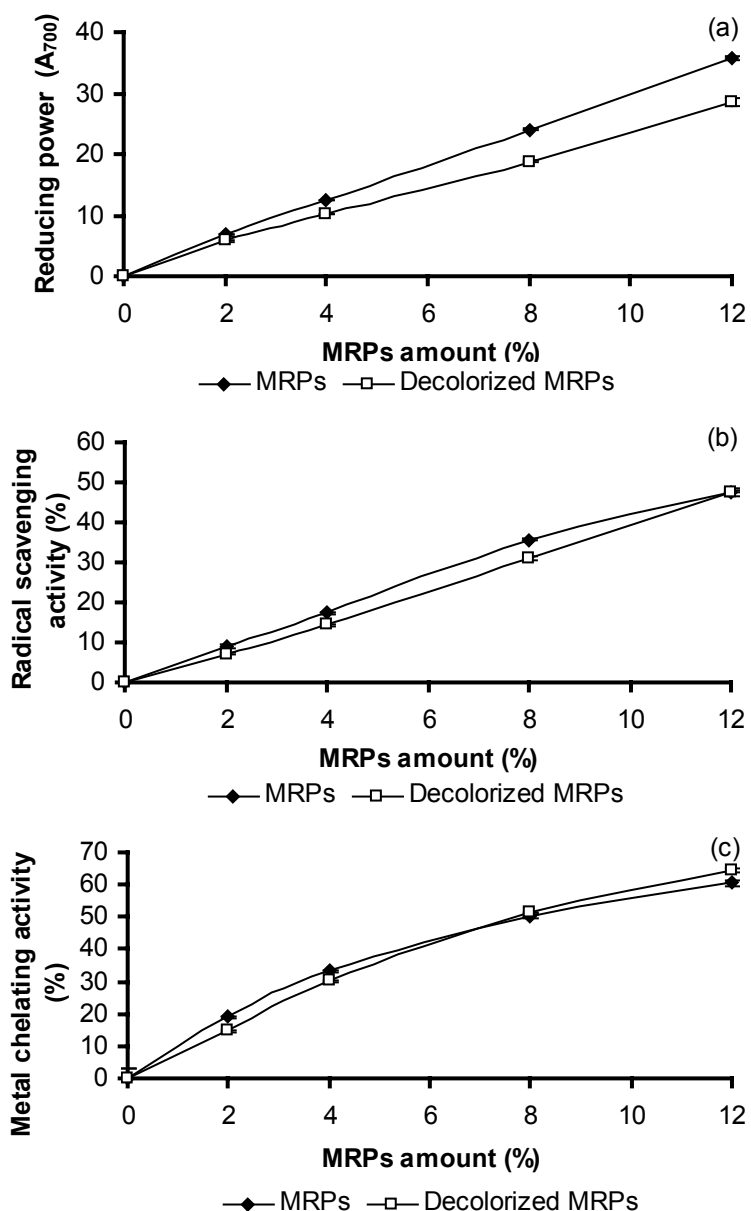 (a)
Reducing power (A700)
40
30
20
10
0
0 2 4 6 8 10 12
MRPs amount (%)
MRPs Decolorized MRPs
(b)
Radical scavenging
activity (%)
60
50
40
30
20
10
0
0 2 4 6 8 10 12
MRPs amount (%)
MRPs Decolorized MRPs
(c)
Metal chelating activity
(%)
70
60
50
40
30
20
10
0
0 2 4 6 8 10 12
MRPs amount (%)
MRPs Decolorized MRPs